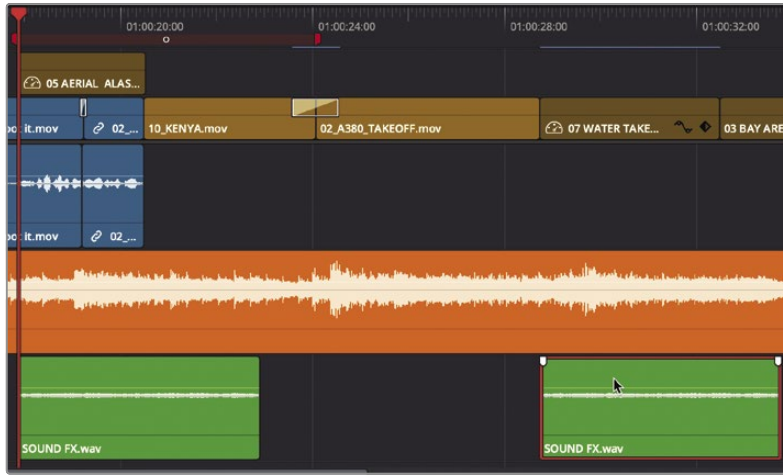 01:00:20:00 01:00:24:00 01:00:28:00 01:00:32:00
05 AERIAL ALAS...
it.mov 02_... 10_KENYA.mov 02_A380_TAKEOFF.mov 07 WATER TAKE... 03 BAY ARE
it.mov 02_...
SOUND FX.wav SOUND FX.wav